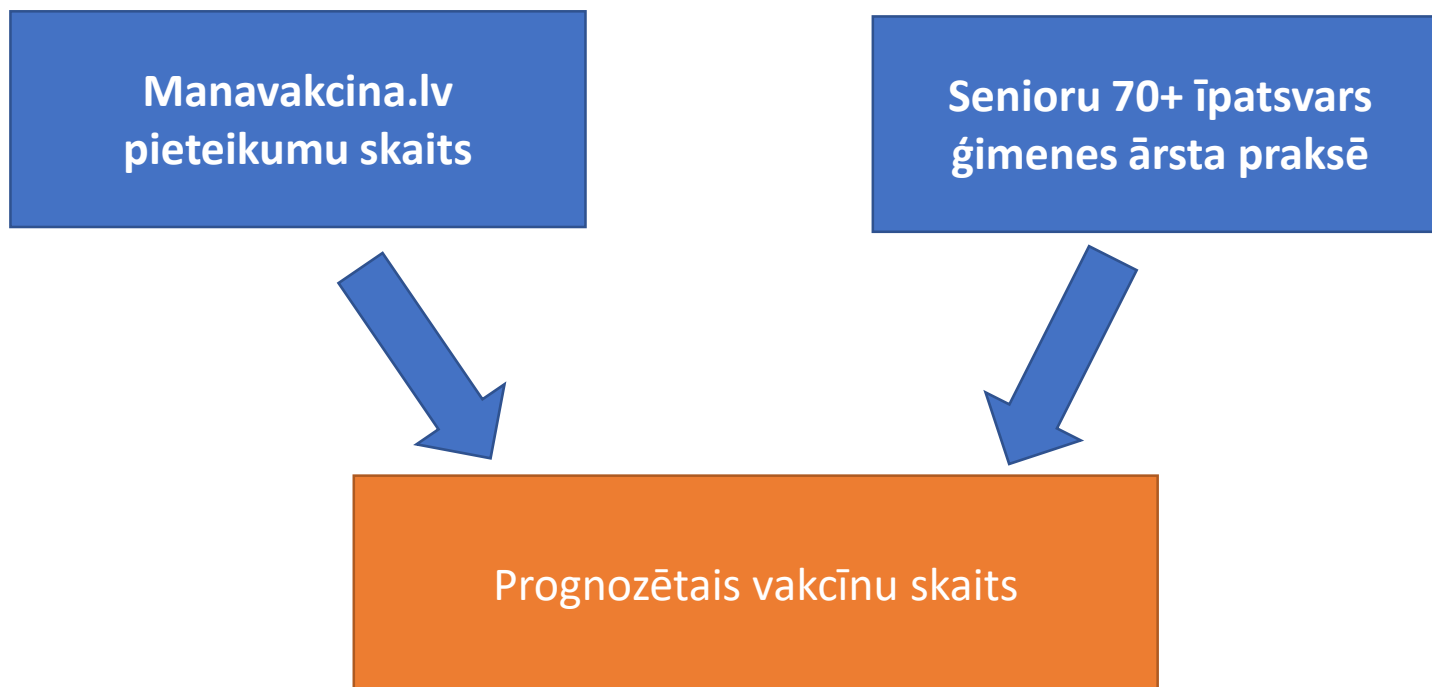 Manavakcina.lv
pieteikumu skaits
Senioru 70+ īpatsvars
ģimenes ārsta praksē
Prognozētais vakcīnu skaits